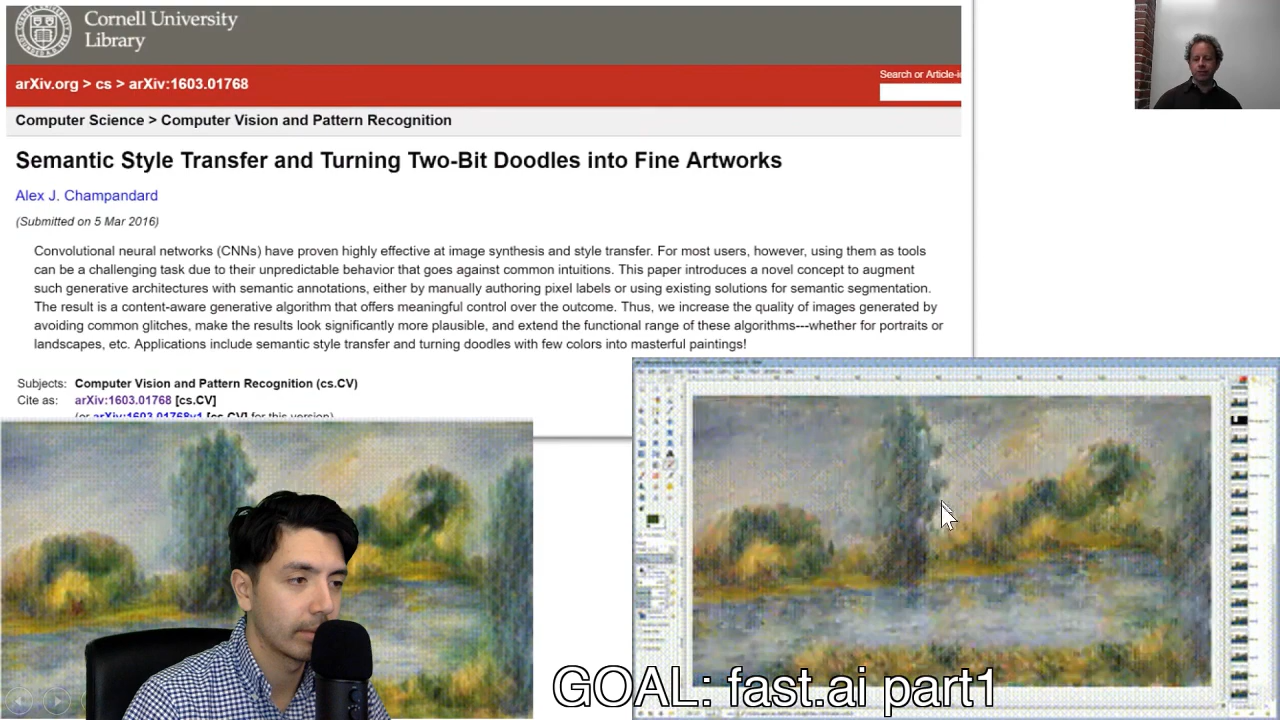 Cornell University
Library
arXiv.org > cs > arXiv:1603.01768
Search or Article-i
Computer Science > Computer Vision and Pattern Recognition
Semantic Style Transfer and Turning Two-Bit Doodles into Fine Artworks
Alex J. Champandard
(Submitted on 5 Mar 2016)
Convolutional neural networks (CNNs) have proven highly effective at image synthesis and style transfer. For most users, however, using them as tools
can be a challenging task due to their unpredictable behavior that goes against common intuitions. This paper introduces a novel concept to augment
such generative architectures with semantic annotations, either by manually authoring pixel labels or using existing solutions for semantic segmentation.
The result is a content-aware generative algorithm that offers meaningful control over the outcome. Thus, we increase the quality of images generated by
avoiding common glitches, make the results look significantly more plausible, and extend the functional range of these algorithms---whether for portraits or
landscapes, etc. Applications include semantic style transfer and turning doodles with few colors into masterful paintings!
Subjects: Computer Vision and Pattern Recognition (cs.CV)
Cite as: arXiv:1603.01768 [cs.CV]
(or arXiv:1603.01768v1 [cs.CV] for this version)
GOAL: fast.ai part1